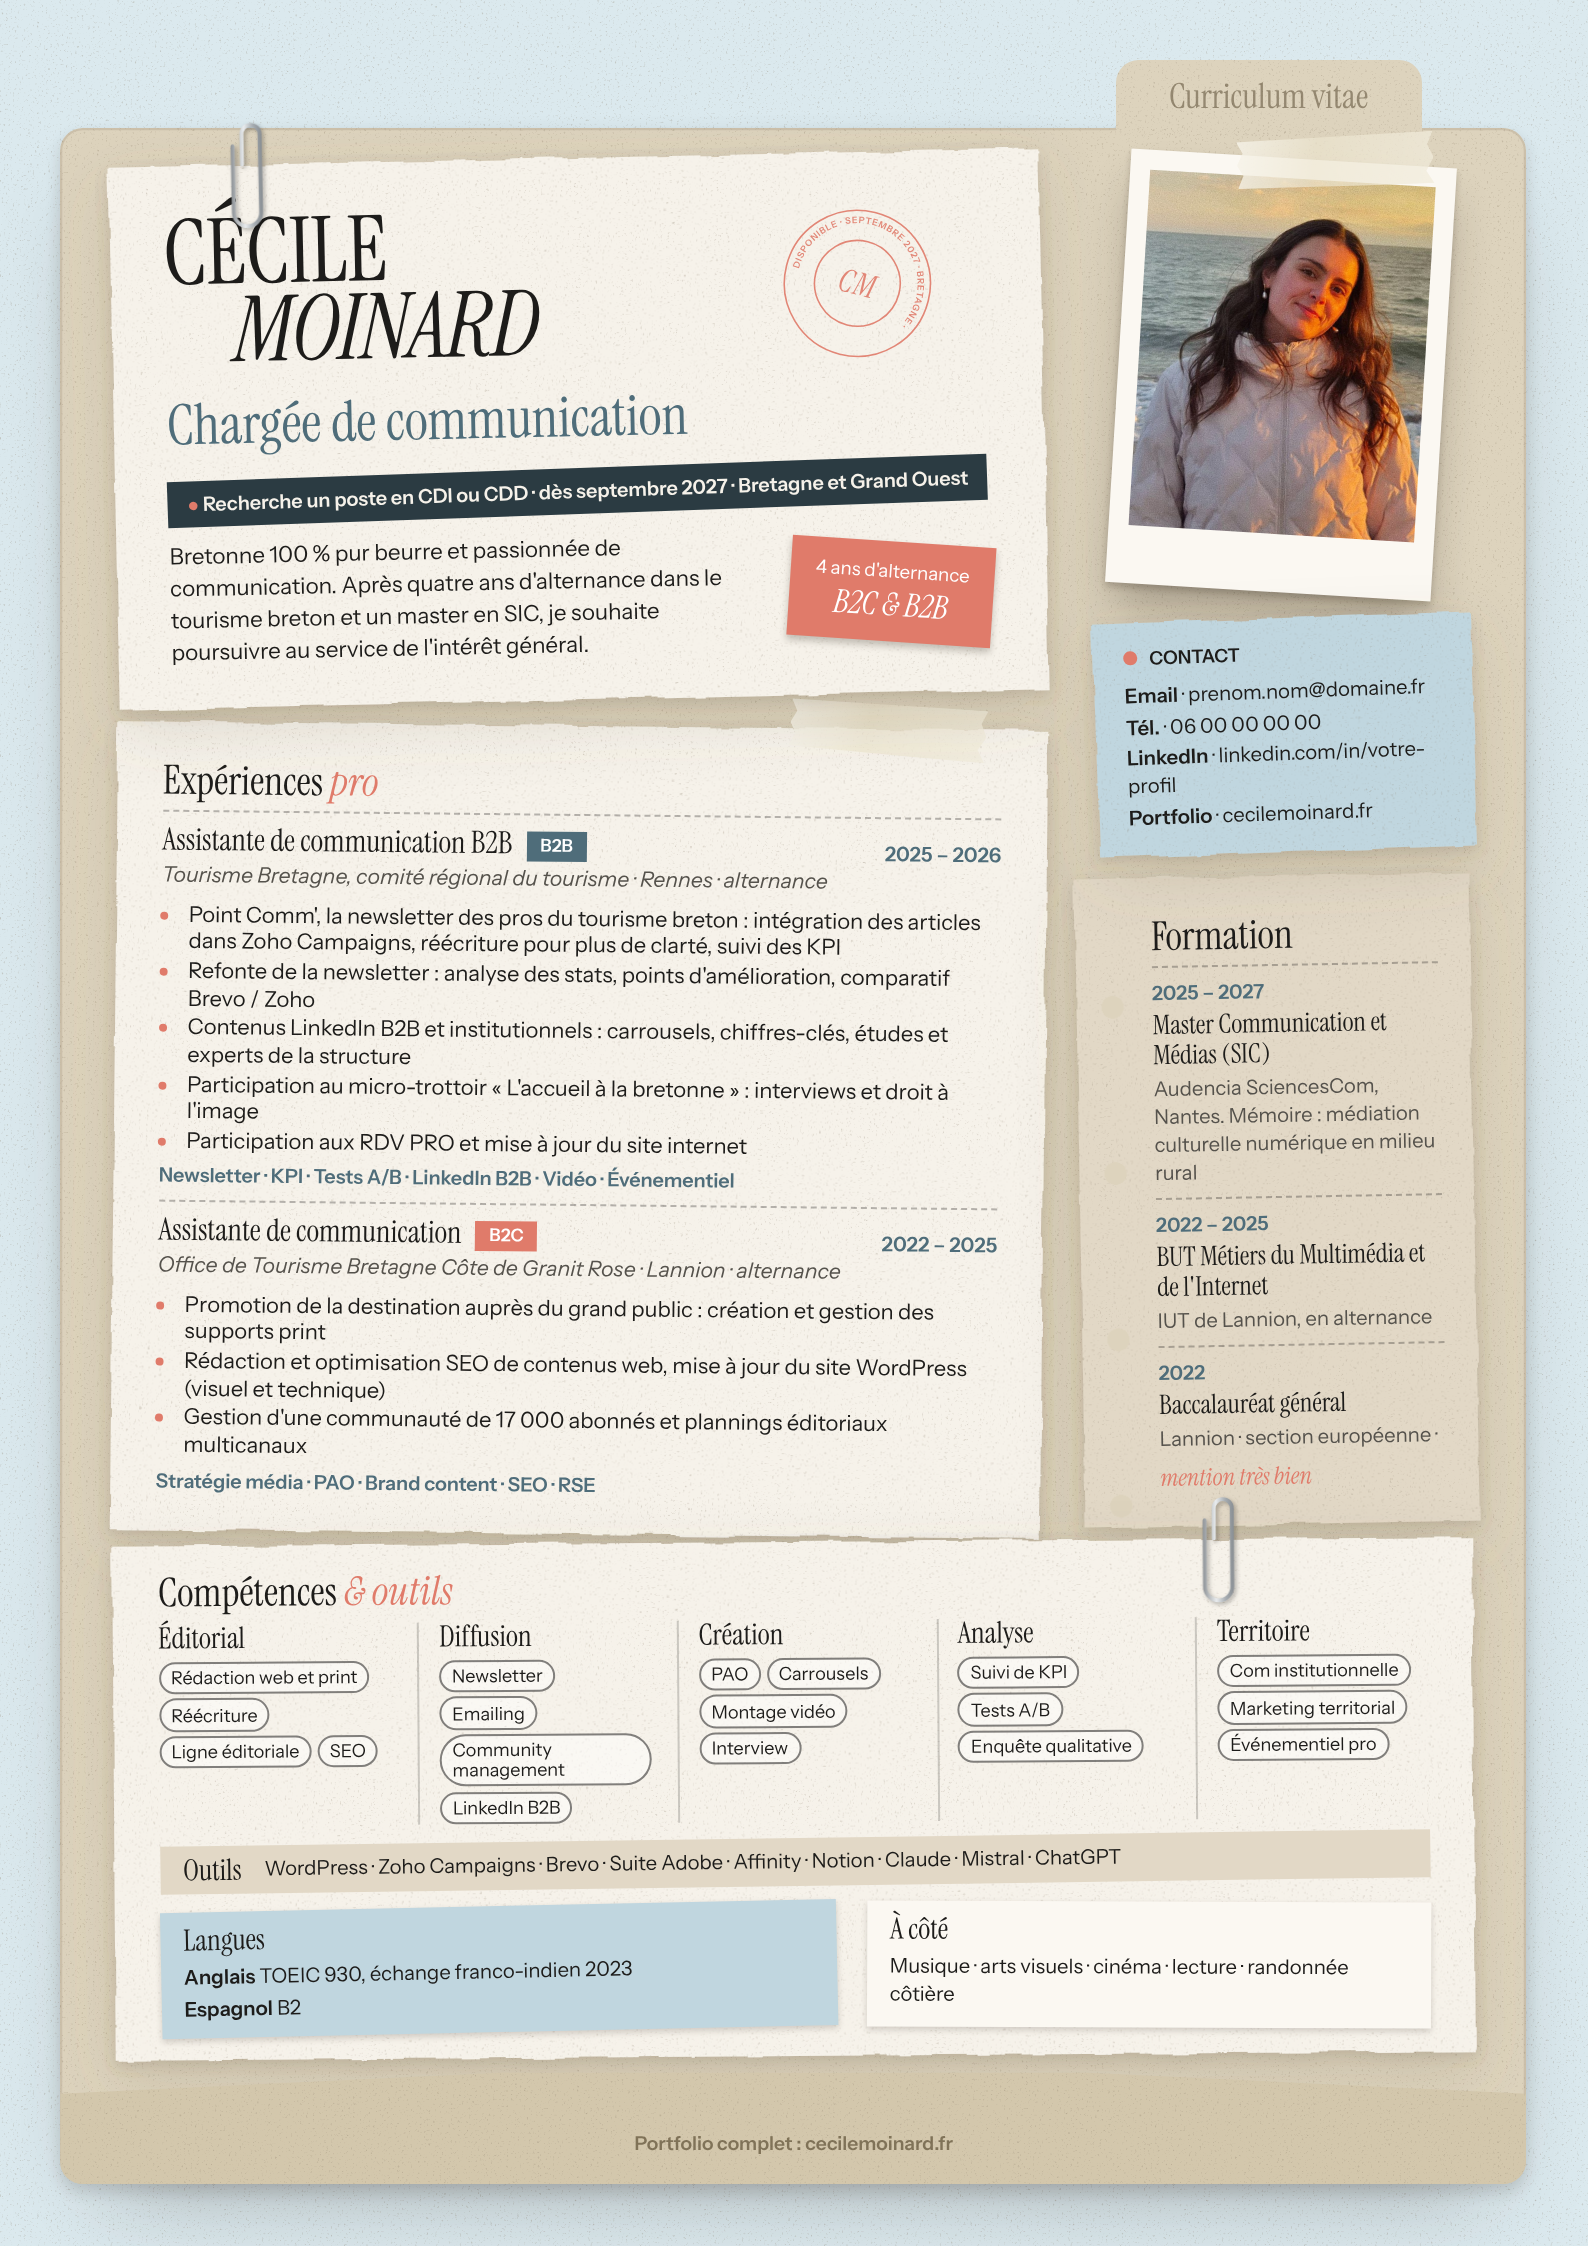 Curriculum vitae
CÉCILE
MOINARD
DISPONIBLE · SEPTEMBRE 2027 · BRETAGNE ·
CM
Chargée de communication
Recherche un poste en CDI ou CDD · dès septembre 2027 · Bretagne et Grand Ouest
Bretonne 100 % pur beurre et passionnée de
communication. Après quatre ans d'alternance dans le
tourisme breton et un master en SIC, je souhaite
poursuivre au service de l'intérêt général.
4 ans d'alternance
B2C & B2B
CONTACT
Email · prenom.nom@domaine.fr
Tél. · 06 00 00 00 00
LinkedIn · linkedin.com/in/votre-
profil
Portfolio · cecilemoinard.fr
Expériences pro
Assistante de communication B2B B2B 2025 – 2026
Tourisme Bretagne, comité régional du tourisme · Rennes · alternance
• Point Comm', la newsletter des pros du tourisme breton : intégration des articles
dans Zoho Campaigns, réécriture pour plus de clarté, suivi des KPI
• Refonte de la newsletter : analyse des stats, points d'amélioration, comparatif
Brevo / Zoho
• Contenus LinkedIn B2B et institutionnels : carrousels, chiffres-clés, études et
experts de la structure
• Participation au micro-trottoir « L'accueil à la bretonne » : interviews et droit à
l'image
• Participation aux RDV PRO et mise à jour du site internet
Newsletter · KPI · Tests A/B · LinkedIn B2B · Vidéo · Événementiel
Assistante de communication B2C 2022 – 2025
Office de Tourisme Bretagne Côte de Granit Rose · Lannion · alternance
• Promotion de la destination auprès du grand public : création et gestion des
supports print
• Rédaction et optimisation SEO de contenus web, mise à jour du site WordPress
(visuel et technique)
• Gestion d'une communauté de 17 000 abonnés et plannings éditoriaux
multicanaux
Stratégie média · PAO · Brand content · SEO · RSE
Formation
2025 – 2027
Master Communication et
Médias (SIC)
Audencia SciencesCom,
Nantes. Mémoire : médiation
culturelle numérique en milieu
rural
2022 – 2025
BUT Métiers du Multimédia et
de l'Internet
IUT de Lannion, en alternance
2022
Baccalauréat général
Lannion · section européenne ·
mention très bien
Compétences & outils
Éditorial
Rédaction web et print
Réécriture
Ligne éditoriale SEO
Diffusion
Newsletter
Emailing
Community
management
LinkedIn B2B
Création
PAO Carrousels
Montage vidéo
Interview
Analyse
Suivi de KPI
Tests A/B
Enquête qualitative
Territoire
Com institutionnelle
Marketing territorial
Événementiel pro
Outils WordPress · Zoho Campaigns · Brevo · Suite Adobe · Affinity · Notion · Claude · Mistral · ChatGPT
Langues
Anglais TOEIC 930, échange franco-indien 2023
Espagnol B2
À côté
Musique · arts visuels · cinéma · lecture · randonnée
côtière
Portfolio complet : cecilemoinard.fr